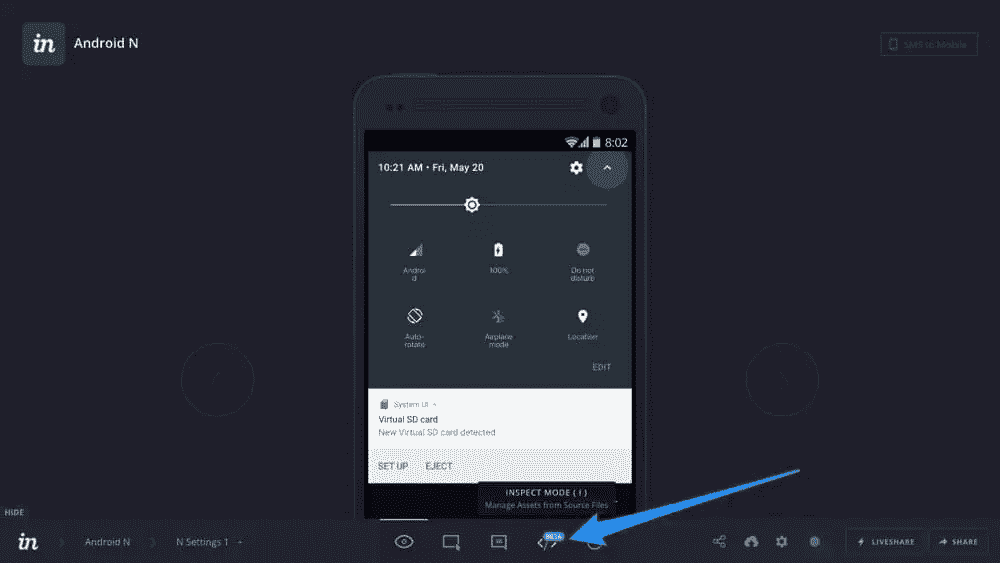 in
Android N
SMS to Mobile
8:02
10:21 AM • Fri, May 20
Androi
d
100%
Do not
disturb
Auto-
rotate
Airplane
mode
Location
EDIT
System UI
Virtual SD card
New Virtual SD card detected
SET UP EJECT
INSPECT MODE ( I )
Manage Assets from Source Files
HIDE
in
Android N
N Settings 1
BETA
LIVESHARE
SHARE